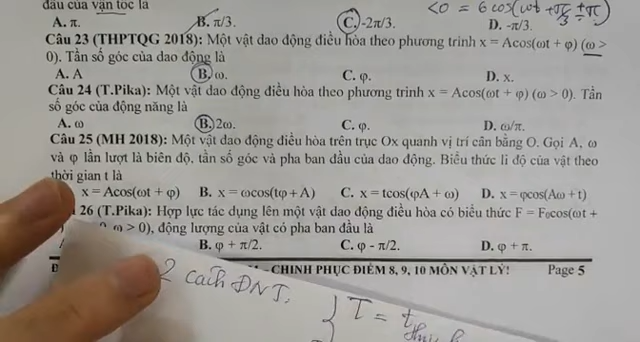 đầu của vận tốc là
<0 = 6 cos(ωt + π/3 ± π)
A. π. B. π/3. C. -2π/3. D. -π/3.
Câu 23 (THPTQG 2018): Một vật dao động điều hòa theo phương trình x = Acos(ωt + φ) (ω >
0). Tần số góc của dao động là
A. A B. ω. C. φ. D. x.
Câu 24 (T.Pika): Một vật dao động điều hòa theo phương trình x = Acos(ωt + φ) (ω > 0). Tần
số góc của động năng là
A. ω B. 2ω. C. φ. D. ω/π.
Câu 25 (MH 2018): Một vật dao động điều hòa trên trục Ox quanh vị trí cân bằng O. Gọi A, ω
và φ lần lượt là biên độ, tần số góc và pha ban đầu của dao động. Biểu thức li độ của vật theo
thời gian t là
x = Acos(ωt + φ) B. x = ωcos(tφ + A) C. x = tcos(φA + ω) D. x = φcos(Aω + t)
26 (T.Pika): Hợp lực tác dụng lên một vật dao động điều hòa có biểu thức F = F₀cos(ωt +
ω > 0), động lượng của vật có pha ban đầu là
B. φ + π/2. C. φ - π/2. D. φ + π.
- CHINH PHỤC ĐIỂM 8, 9, 10 MÔN VẬT LÝ! Page 5
2 cách ĐNT,
T = t